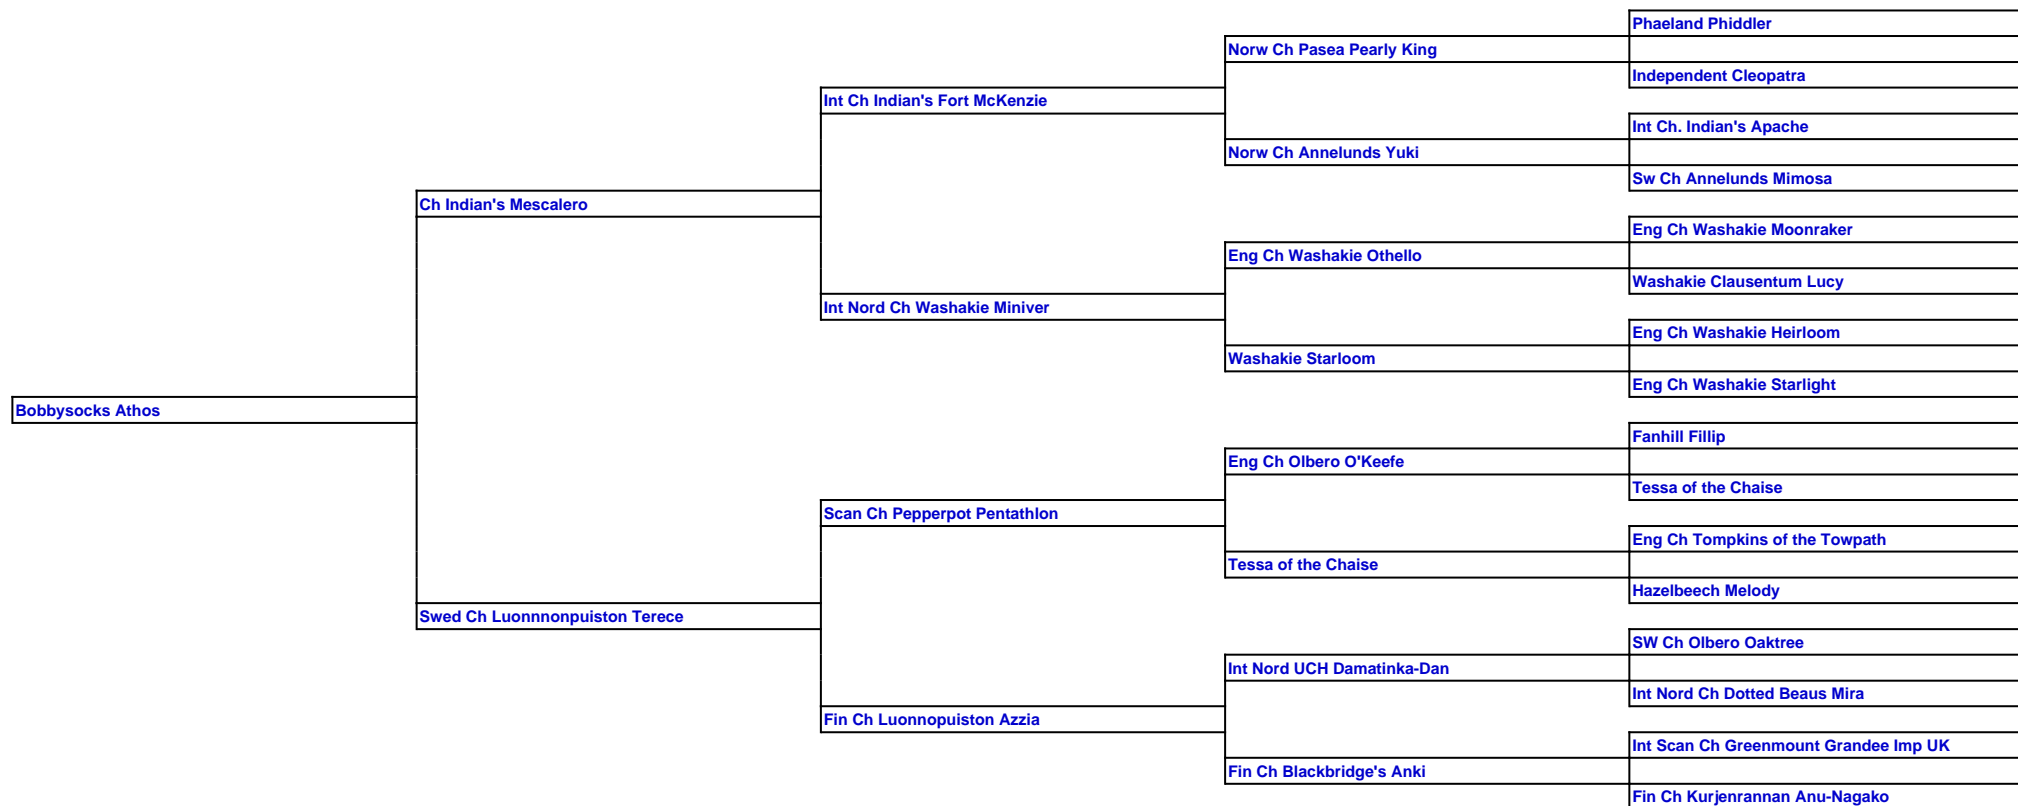 Phaeland Phiddler
Norw Ch Pasea Pearly King
Independent Cleopatra
Int Ch Indian's Fort McKenzie
Int Ch. Indian's Apache
Norw Ch Annelunds Yuki
Sw Ch Annelunds Mimosa
Ch Indian's Mescalero
Eng Ch Washakie Moonraker
Eng Ch Washakie Othello
Washakie Clausentum Lucy
Int Nord Ch Washakie Miniver
Eng Ch Washakie Heirloom
Washakie Starloom
Eng Ch Washakie Starlight
Bobbysocks Athos
Fanhill Fillip
Eng Ch Olbero O'Keefe
Tessa of the Chaise
Scan Ch Pepperpot Pentathlon
Eng Ch Tompkins of the Towpath
Tessa of the Chaise
Hazelbeech Melody
Swed Ch Luonnnonpuiston Terece
SW Ch Olbero Oaktree
Int Nord UCH Damatinka-Dan
Int Nord Ch Dotted Beaus Mira
Fin Ch Luonnopuiston Azzia
Int Scan Ch Greenmount Grandee Imp UK
Fin Ch Blackbridge's Anki
Fin Ch Kurjenrannan Anu-Nagako